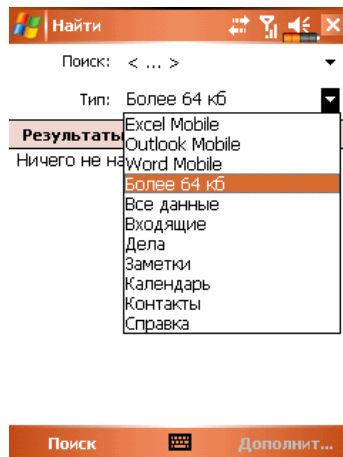 Найти
Поиск: < ... >
Тип: Более 64 кб
Результаты
Ничего не на
Excel Mobile
Outlook Mobile
Word Mobile
Более 64 кб
Все данные
Входящие
Дела
Заметки
Календарь
Контакты
Справка
Поиск Дополнит...